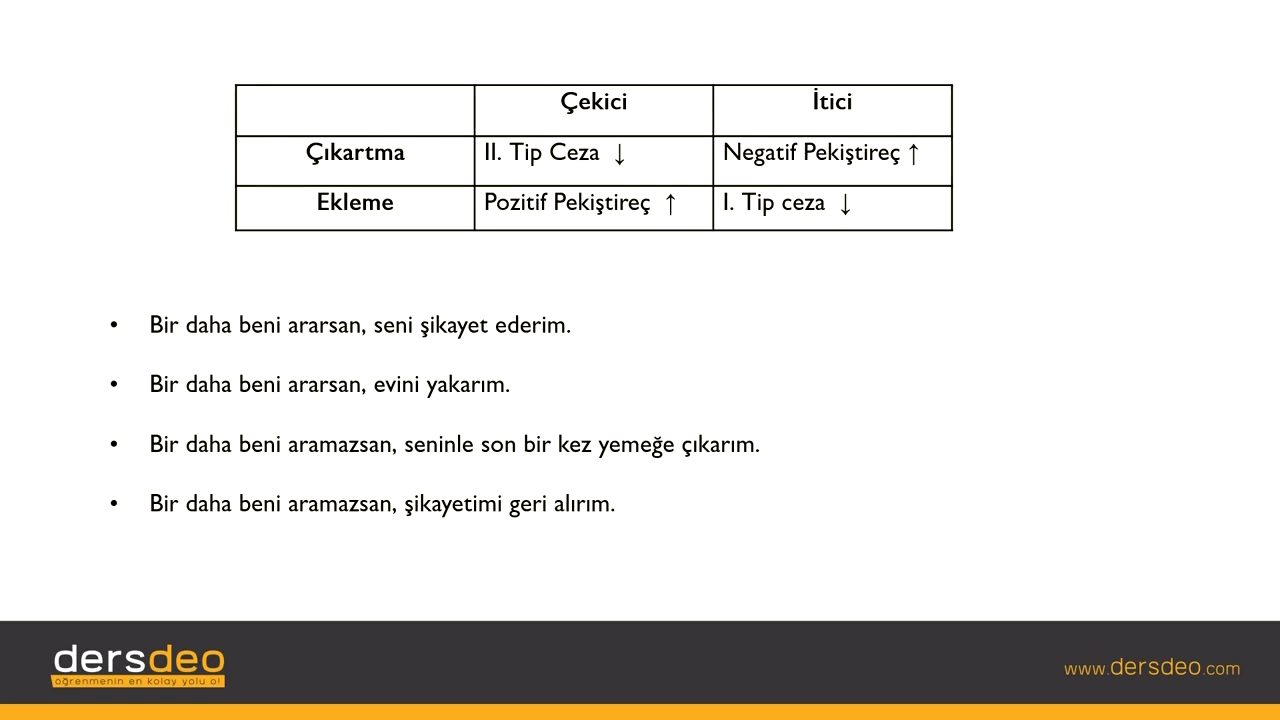 Çekici İtici
Çıkartma II. Tip Ceza ↓ Negatif Pekiştireç ↑
Ekleme Pozitif Pekiştireç ↑ I. Tip ceza ↓
• Bir daha beni ararsan, seni şikayet ederim.
• Bir daha beni ararsan, evini yakarım.
• Bir daha beni aramazsan, seninle son bir kez yemeğe çıkarım.
• Bir daha beni aramazsan, şikayetimi geri alırım.
dersdeo
öğrenmenin en kolay yolu o!
www.dersdeo.com